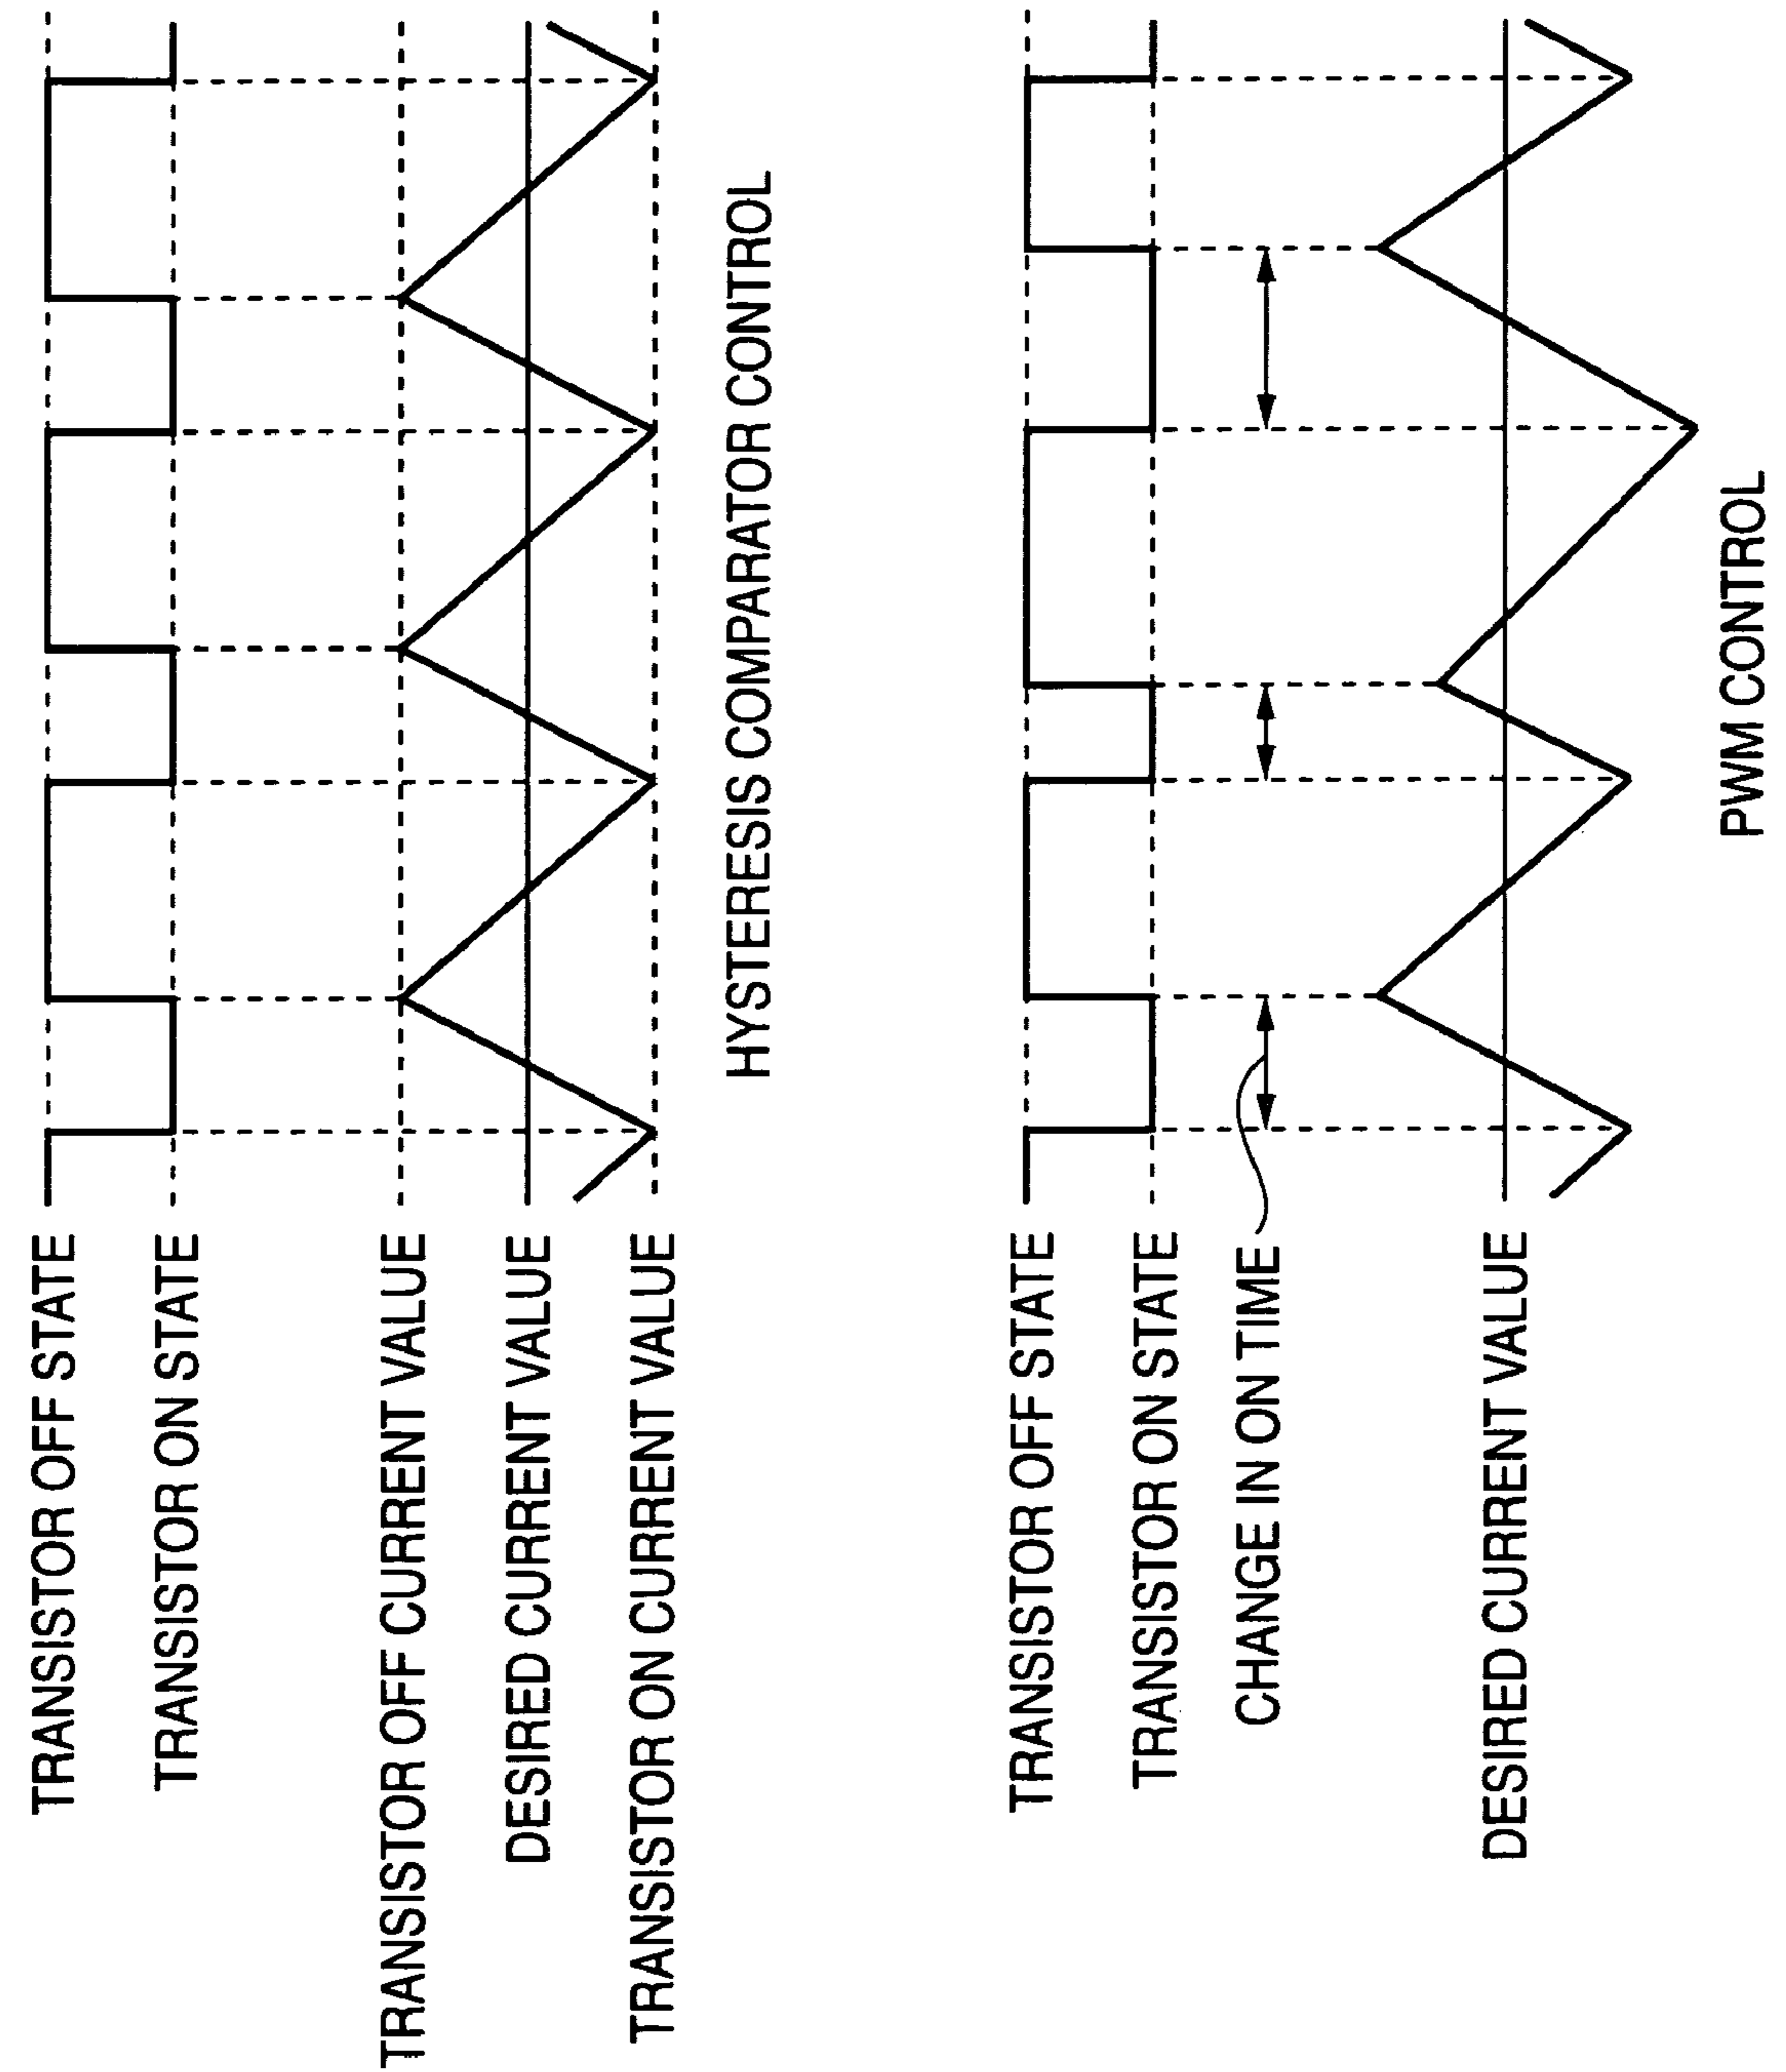 TRANSISTOR OFF STATE
TRANSISTOR ON STATE
TRANSISTOR OFF CURRENT VALUE
DESIRED CURRENT VALUE
TRANSISTOR ON CURRENT VALUE
HYSTERESIS COMPARATOR CONTROL
TRANSISTOR OFF STATE
TRANSISTOR ON STATE
CHANGE IN ON TIME
DESIRED CURRENT VALUE
PWM CONTROL